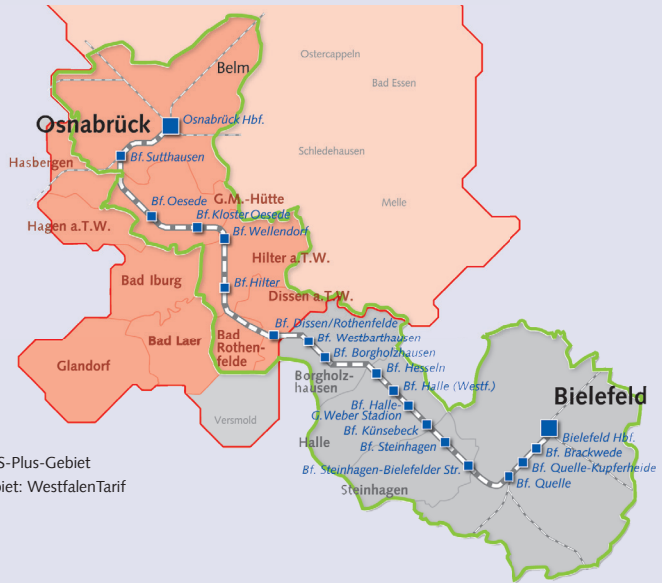 Ostercappeln
Belm
Bad Essen
Osnabrück
Osnabrück Hbf.
Schledehausen
Hasbergen
Bf. Sutthausen
G.M.-Hütte
Melle
Bf. Oesede
Bf. Kloster Oesede
Hagen a.T.W.
Bf. Wellendorf
Hilter a.T.W.
Bad Iburg
Bf. Hilter
Dissen a.T.W.
Bf. Dissen/Rothenfelde
Bad Laer
Bad
Rothen-
felde
Bf. Westbarthausen
Bf. Borgholzhausen
Glandorf
Bf. Hesseln
Borgholz-
hausen
Bf. Halle (Westf.)
Bielefeld
Versmold
Bf. Halle-
G.Weber Stadion
Bf. Künsebeck
Halle
Bielefeld Hbf.
Bf. Steinhagen
Bf. Brackwede
S-Plus-Gebiet
Bf. Steinhagen-Bielefelder Str.
Bf. Quelle-Kupferheide
biet: WestfalenTarif
Steinhagen
Bf. Quelle